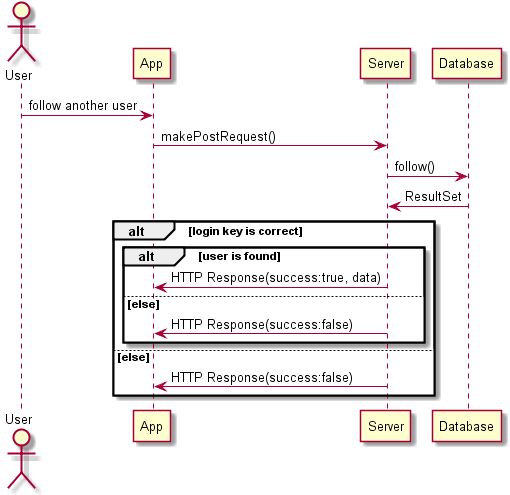 User
App
Server
Database
follow another user
makePostRequest()
follow()
ResultSet
alt [login key is correct]
alt [user is found]
HTTP Response(success:true, data)
[else]
HTTP Response(success:false)
[else]
HTTP Response(success:false)
User
App
Server
Database